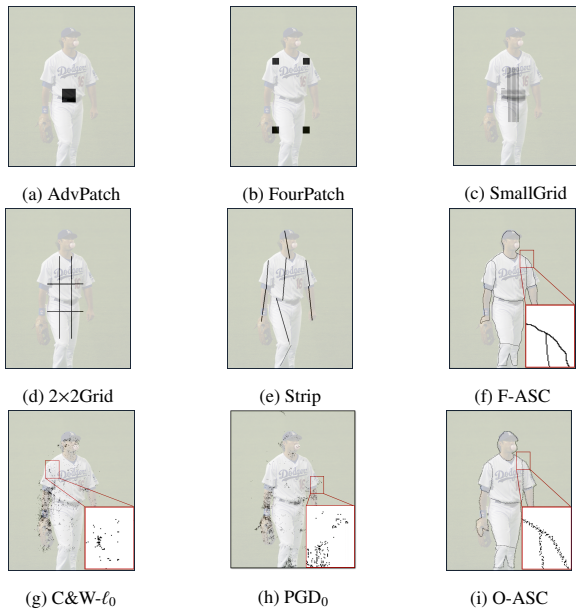 Dodgers
(a) AdvPatch
(b) FourPatch
(c) SmallGrid
(d) 2×2Grid
(e) Strip
(f) F-ASC
(g) C&W-ℓ₀
(h) PGD₀
(i) O-ASC